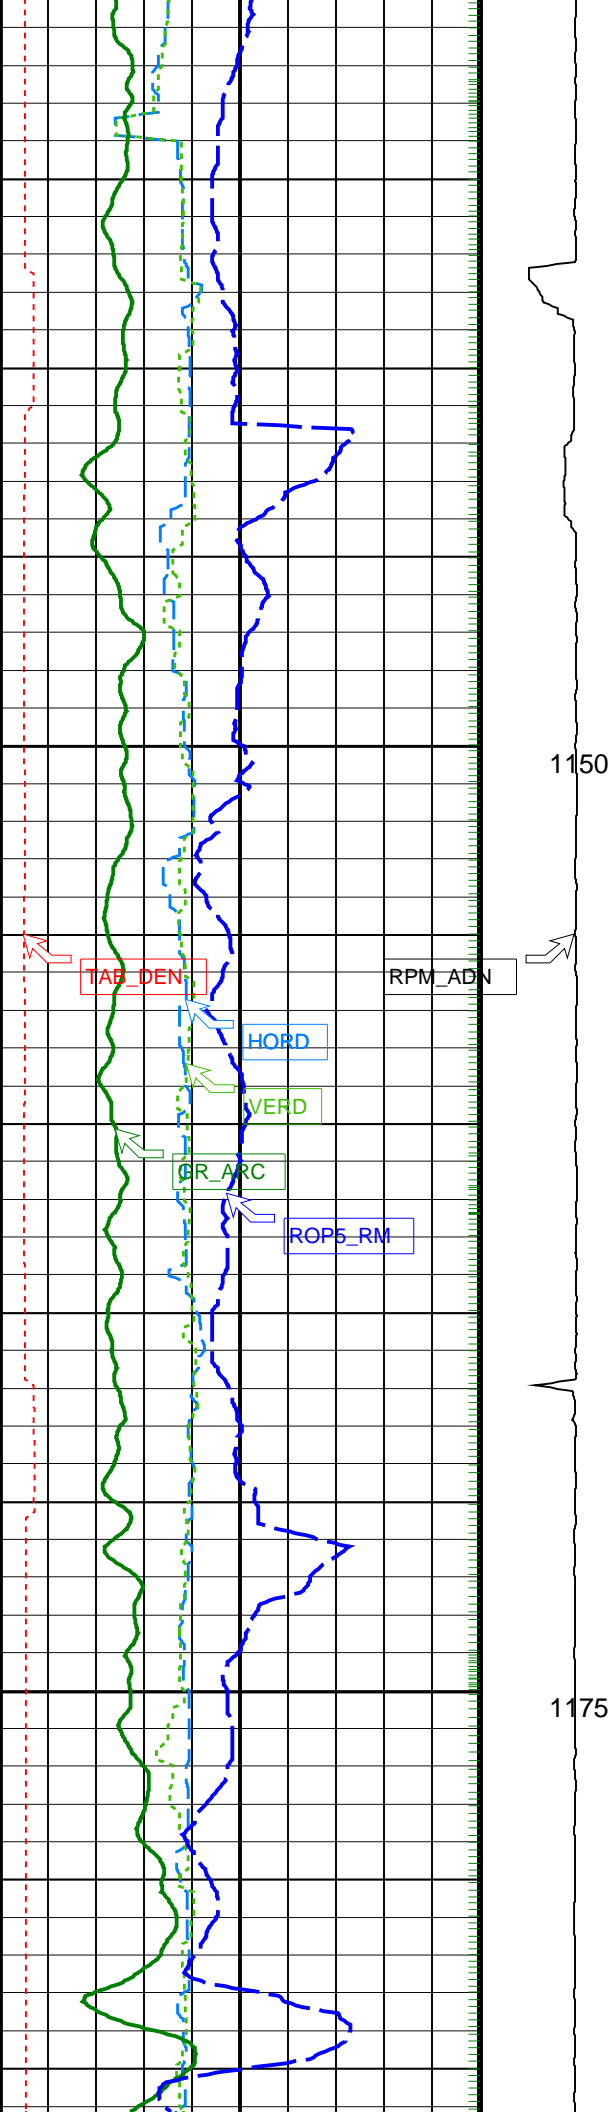 1150
TAB_DEN
RPM_ADN
HORD
VERD
GR_ARC
ROP5_RM
1175